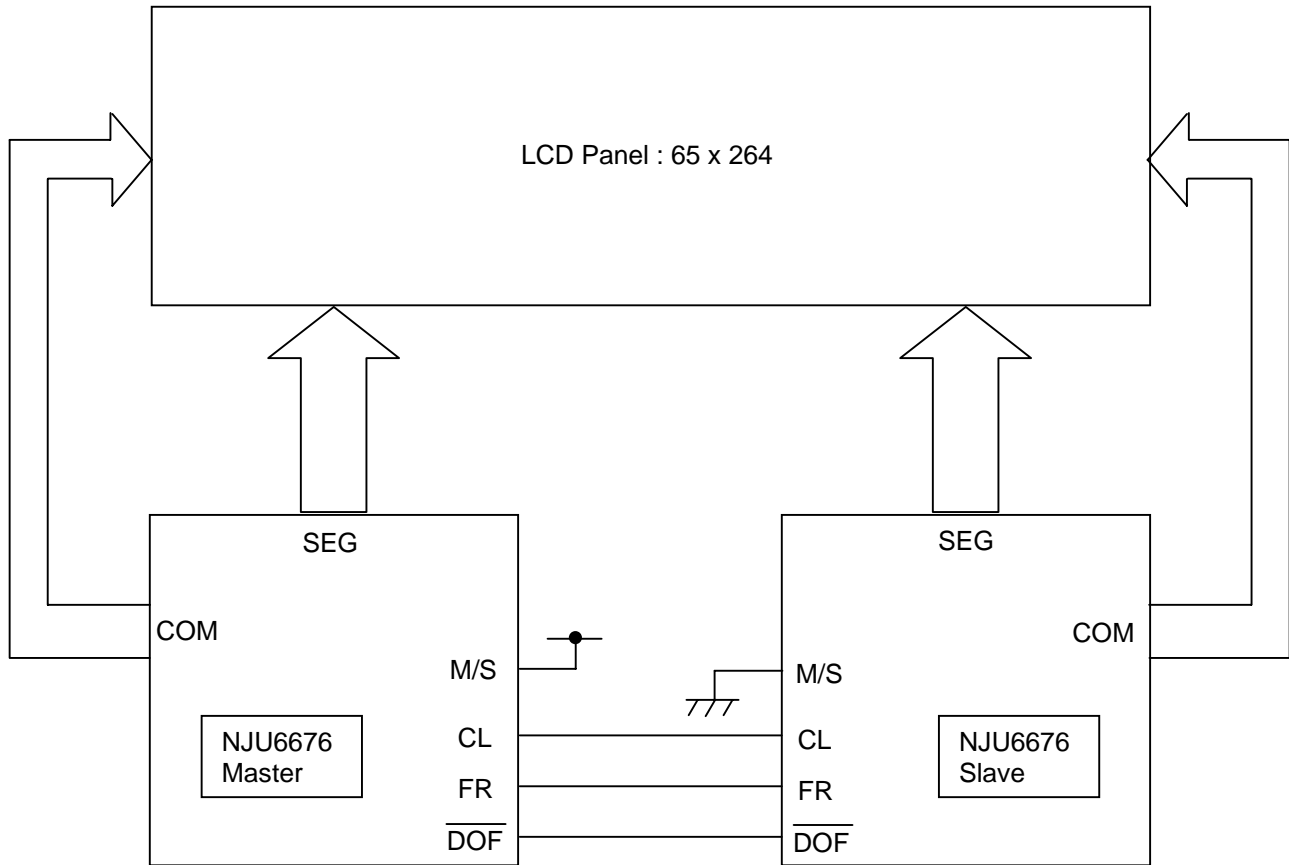 LCD Panel : 65 x 264
SEG
COM
M/S
CL
FR
DOF
NJU6676
Master
SEG
COM
M/S
CL
FR
DOF
NJU6676
Slave